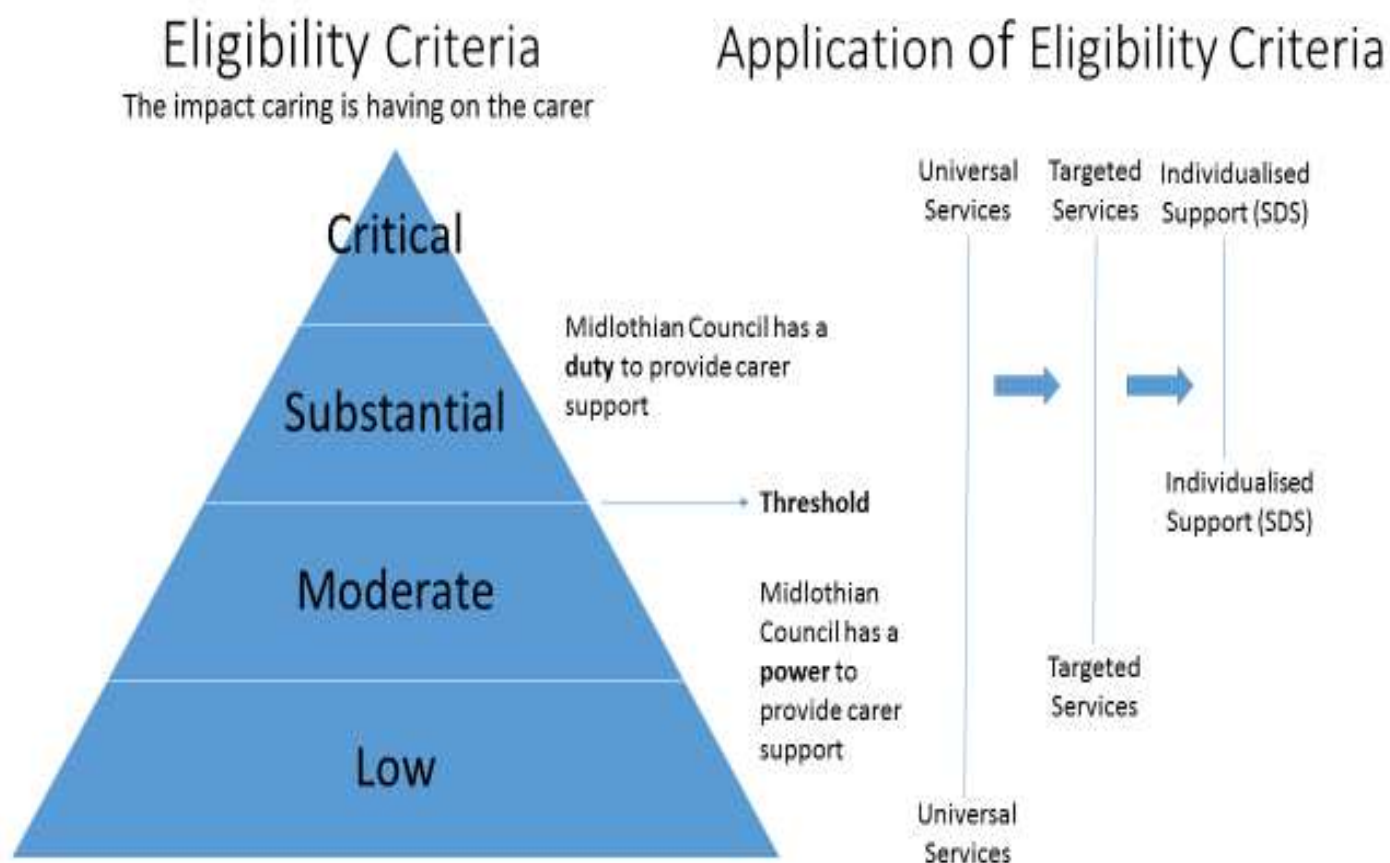 Eligibility Criteria
The impact caring is having on the carer
Critical
Substantial
Moderate
Low
Midlothian Council has a
duty to provide carer
support
Threshold
Midlothian
Council has a
power to
provide carer
support
Application of Eligibility Criteria
Universal
Services
Targeted
Services
Individualised
Support (SDS)
Individualised
Support (SDS)
Targeted
Services
Universal
Services